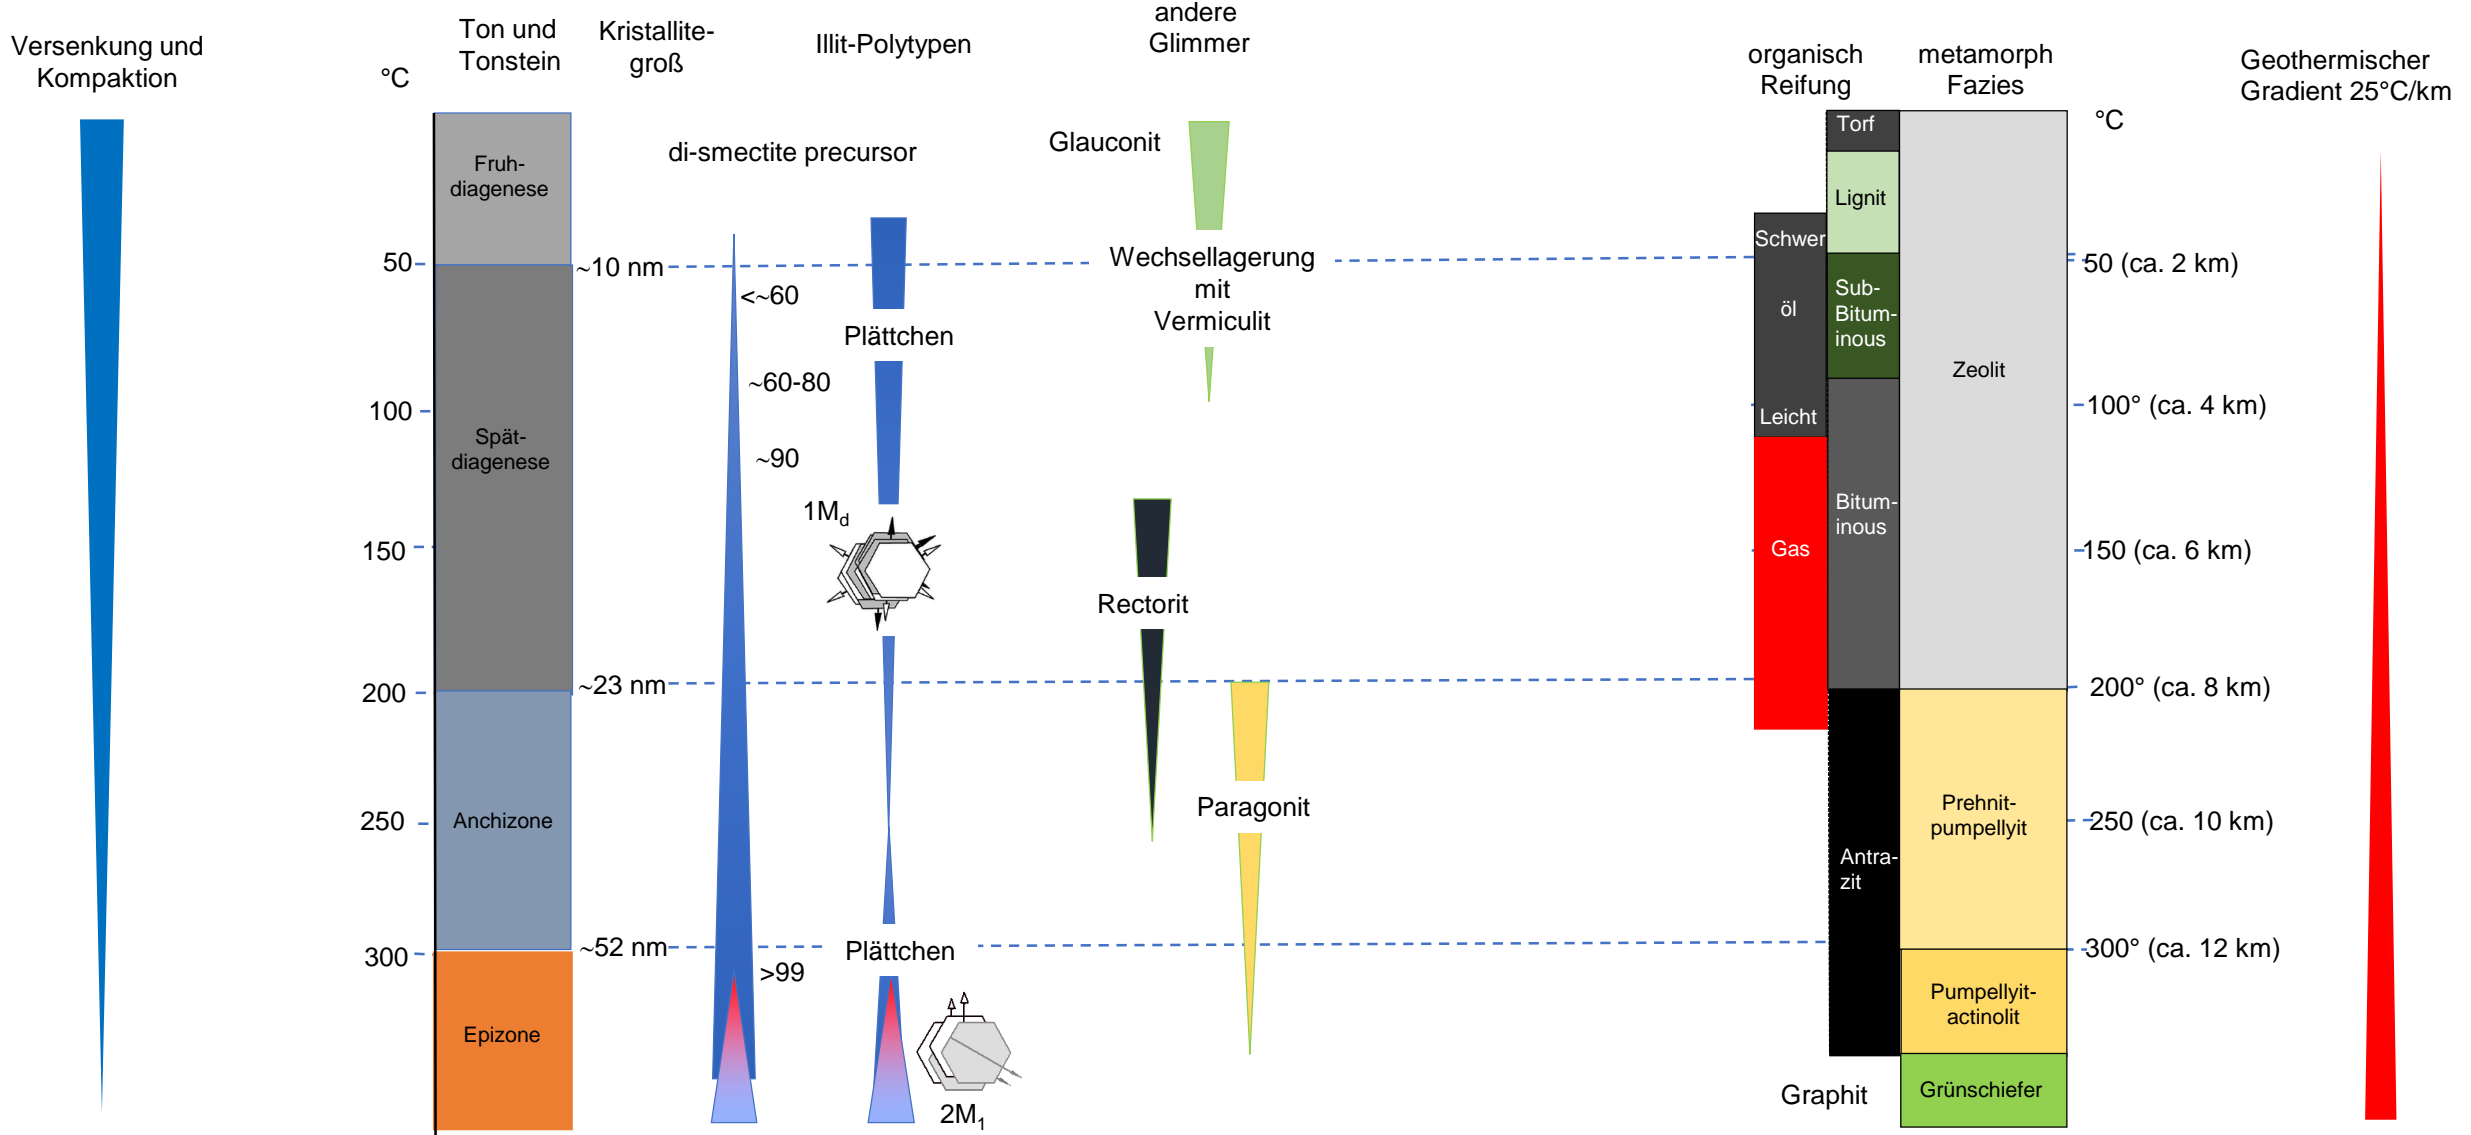 Versenkung und
Kompaktion
°C
Ton und
Tonstein
Kristallite-
groß
Illit-Polytypen
andere
Glimmer
organisch
Reifung
metamorph
Fazies
Geothermischer
Gradient 25°C/km
°C
Fruh-
diagenese
di-smectite precursor
Glauconit
Torf
Lignit
Schwer
50
~10 nm
Wechsellagerung
mit
Vermiculit
50 (ca. 2 km)
<~60
öl
Sub-
Bitum-
inous
Plättchen
Zeolit
~60-80
100
Leicht
100° (ca. 4 km)
Spät-
diagenese
~90
1Md
Bitum-
inous
150
Gas
150 (ca. 6 km)
Rectorit
200
~23 nm
200° (ca. 8 km)
250
Anchizone
Paragonit
Prehnit-
pumpellyit
250 (ca. 10 km)
Antra-
zit
300
~52 nm
Plättchen
300° (ca. 12 km)
>99
Pumpellyit-
actinolit
Epizone
2M1
Graphit
Grünschiefer